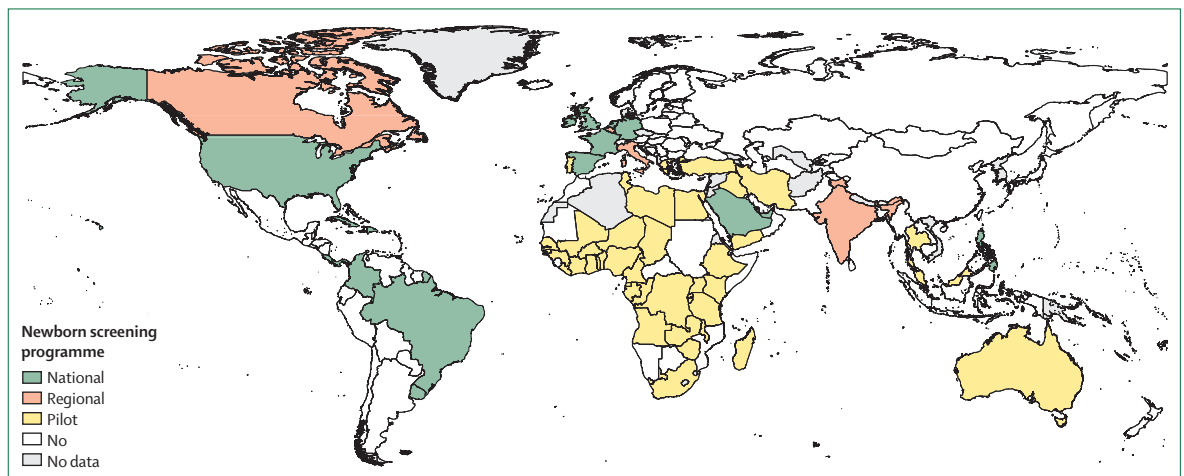 Newborn screening
programme
National
Regional
Pilot
No
No data